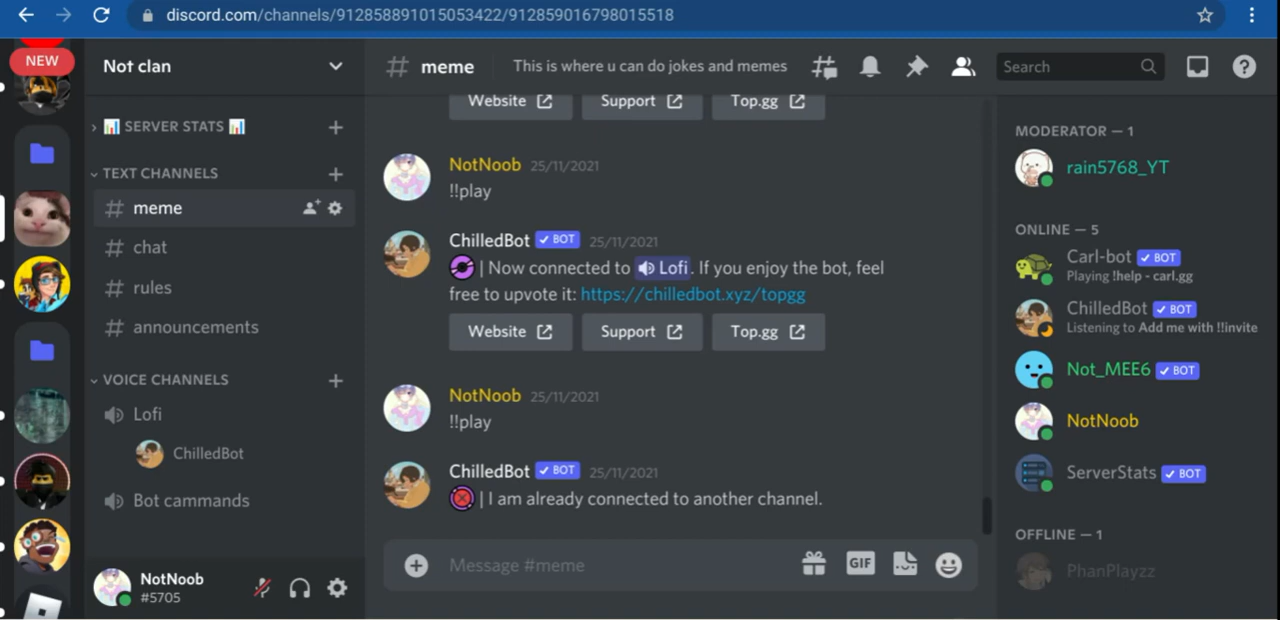 discord.com/channels/912858891015053422/912859016798015518
NEW
Not clan
SERVER STATS
TEXT CHANNELS
meme
chat
rules
announcements
VOICE CHANNELS
Lofi
ChilledBot
Bot cammands
NotNoob
#5705
# meme
This is where u can do jokes and memes
Search
Website Support Top.gg
NotNoob 25/11/2021
!!play
ChilledBot BOT 25/11/2021
| Now connected to Lofi. If you enjoy the bot, feel
free to upvote it: https://chilledbot.xyz/topgg
Website Support Top.gg
NotNoob 25/11/2021
!!play
ChilledBot BOT 25/11/2021
| I am already connected to another channel.
Message #meme
GIF
MODERATOR — 1
rain5768_YT
ONLINE — 5
Carl-bot BOT
Playing !help - carl.gg
ChilledBot BOT
Listening to Add me with !!invite
Not_MEE6 BOT
NotNoob
ServerStats BOT
OFFLINE — 1
PhanPlayzz